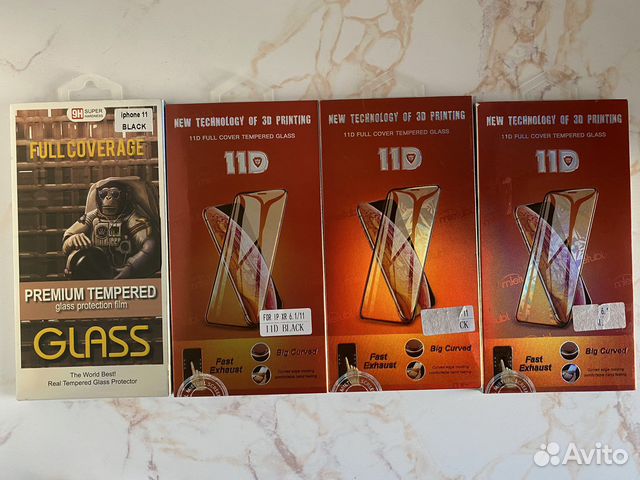 9H SUPER HARDNESS
iphone 11
BLACK
FULL COVERAGE
PREMIUM TEMPERED
glass protection film
GLASS
The World Best!
Real Tempered Glass Protector
NEW TECHNOLOGY OF 3D PRINTING
11D FULL COVER TEMPERED GLASS
11D
FOR IP XR 6.1/11
11D BLACK
Fast
Exhaust
Big Curved
NEW TECHNOLOGY OF 3D PRINTING
11D FULL COVER TEMPERED GLASS
11D
11
CK
Fast
Exhaust
Big Curved
NEW TECHNOLOGY OF 3D PRINTING
11D FULL COVER TEMPERED GLASS
11D
Fast
Exhaust
Big Curved
Avito